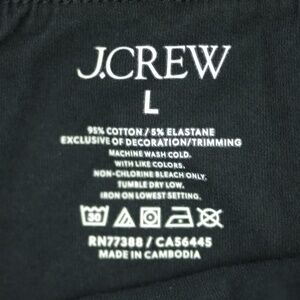 J.CREW
L
95% COTTON / 5% ELASTANE
EXCLUSIVE OF DECORATION/TRIMMING
MACHINE WASH COLD.
WITH LIKE COLORS.
NON-CHLORINE BLEACH ONLY.
TUMBLE DRY LOW.
IRON ON LOWEST SETTING.
30
RN77388 / CA56445
MADE IN CAMBODIA